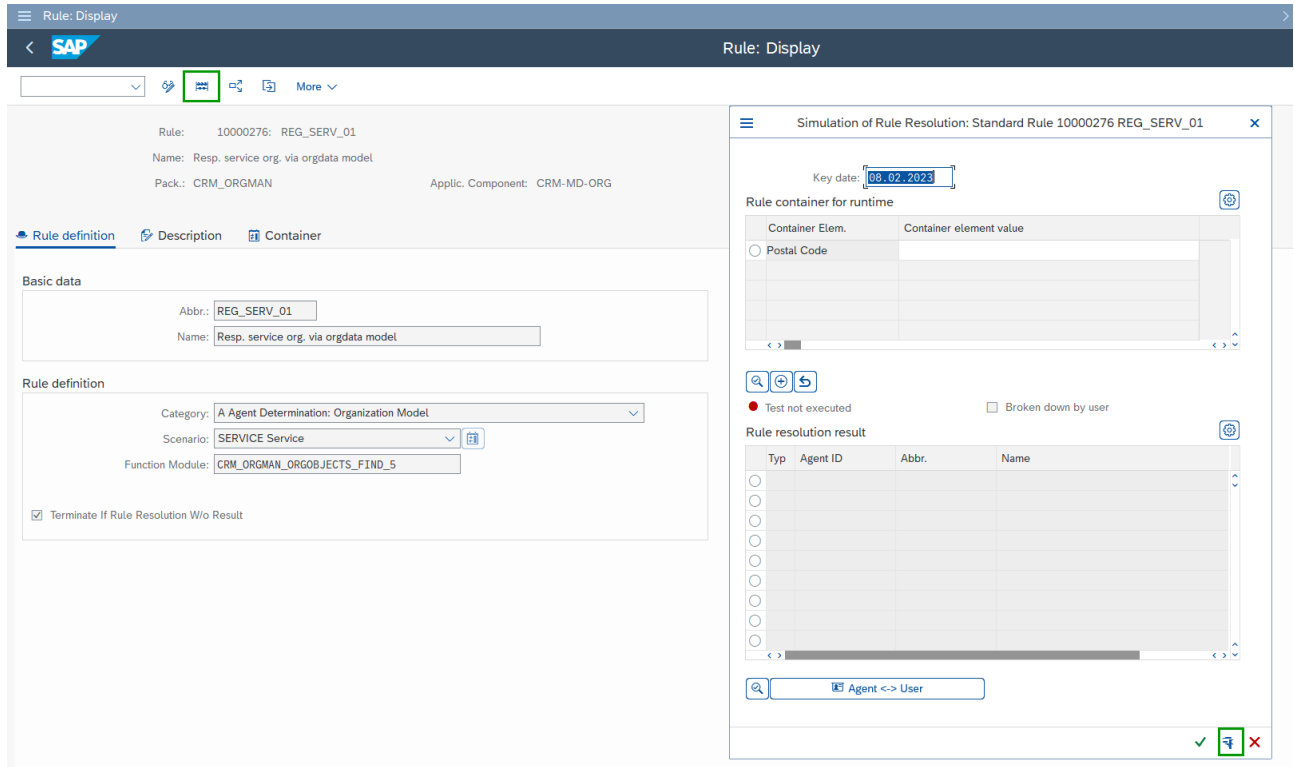 Rule: Display
SAP
Rule: Display
More
Rule: 10000276: REG_SERV_01
Name: Resp. service org. via orgdata model
Pack.: CRM_ORGMAN Applic. Component: CRM-MD-ORG
Rule definition Description Container
Basic data
Abbr.: REG_SERV_01
Name: Resp. service org. via orgdata model
Rule definition
Category: A Agent Determination: Organization Model
Scenario: SERVICE Service
Function Module: CRM_ORGMAN_ORGOBJECTS_FIND_5
Terminate If Rule Resolution W/o Result
Simulation of Rule Resolution: Standard Rule 10000276 REG_SERV_01
Key date: 08.02.2023
Rule container for runtime
Container Elem. Container element value
Postal Code
Test not executed Broken down by user
Rule resolution result
Typ Agent ID Abbr. Name
Agent <-> User